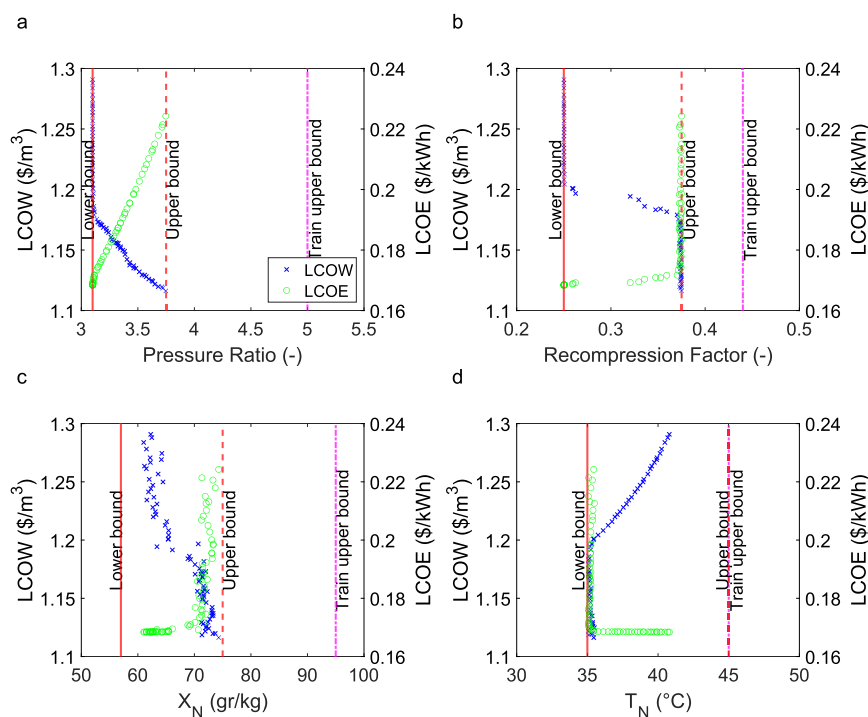 a
LCOW ($/m³)
1.3
1.25
1.2
1.15
1.1
0.24
0.22
0.2
0.18
0.16
LCOE ($/kWh)
Lower bound
Upper bound
Train upper bound
LCOW
LCOE
3 3.5 4 4.5 5 5.5
Pressure Ratio (-)
b
LCOW ($/m³)
1.3
1.25
1.2
1.15
1.1
0.24
0.22
0.2
0.18
0.16
LCOE ($/kWh)
Lower bound
Upper bound
Train upper bound
0.2 0.3 0.4 0.5
Recompression Factor (-)
c
LCOW ($/m³)
1.3
1.25
1.2
1.15
1.1
0.24
0.22
0.2
0.18
0.16
LCOE ($/kWh)
Lower bound
Upper bound
Train upper bound
50 60 70 80 90 100
X_N (gr/kg)
d
LCOW ($/m³)
1.3
1.25
1.2
1.15
1.1
0.24
0.22
0.2
0.18
0.16
LCOE ($/kWh)
Lower bound
Upper bound
Train upper bound
30 35 40 45 50
T_N (°C)